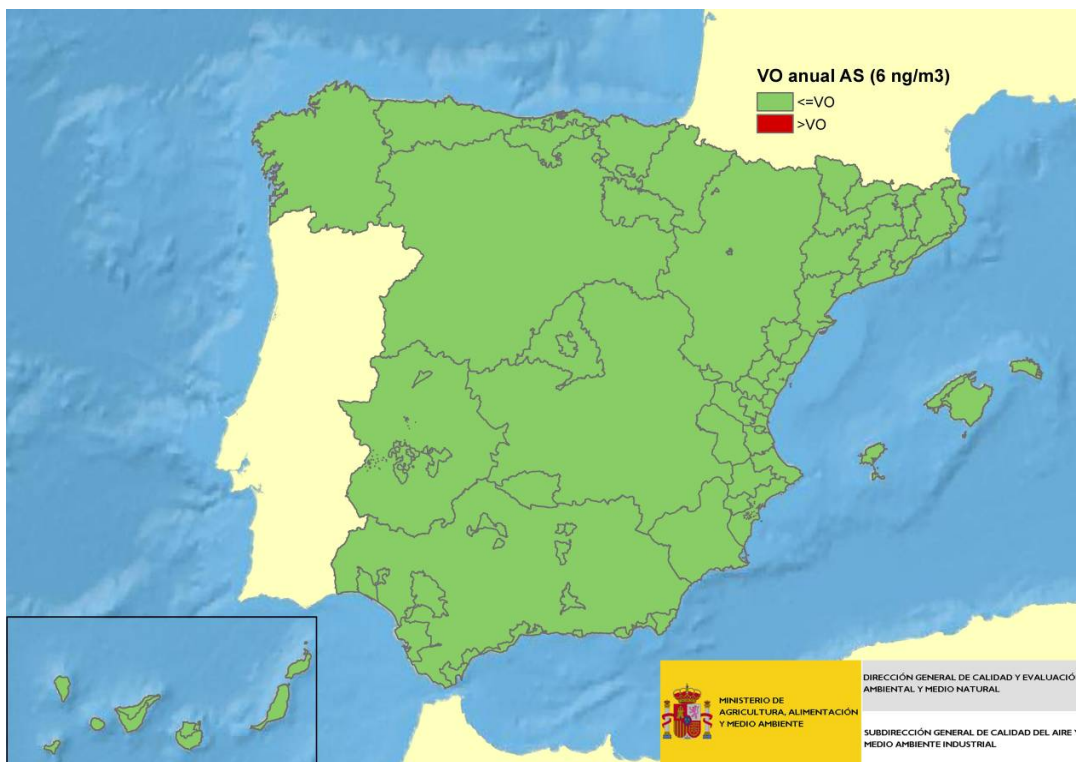 VO anual AS (6 ng/m3)
<=VO
>VO
MINISTERIO DE
AGRICULTURA, ALIMENTACIÓN
Y MEDIO AMBIENTE
DIRECCIÓN GENERAL DE CALIDAD Y EVALUACIÓ
AMBIENTAL Y MEDIO NATURAL
SUBDIRECCIÓN GENERAL DE CALIDAD DEL AIRE Y
MEDIO AMBIENTE INDUSTRIAL